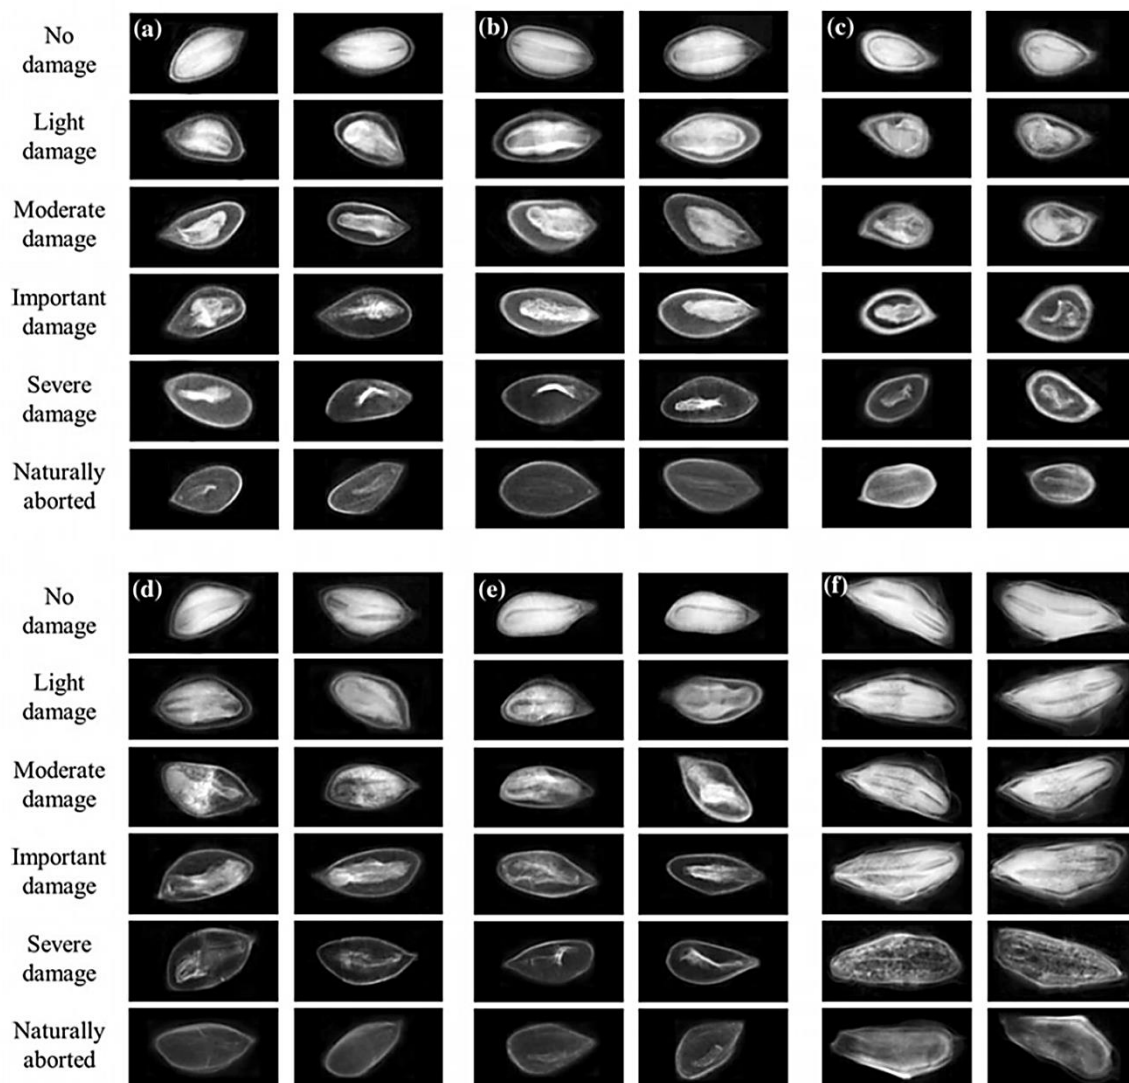 No
damage
(a)
(b)
(c)
Light
damage
Moderate
damage
Important
damage
Severe
damage
Naturally
aborted
No
damage
(d)
(e)
(f)
Light
damage
Moderate
damage
Important
damage
Severe
damage
Naturally
aborted